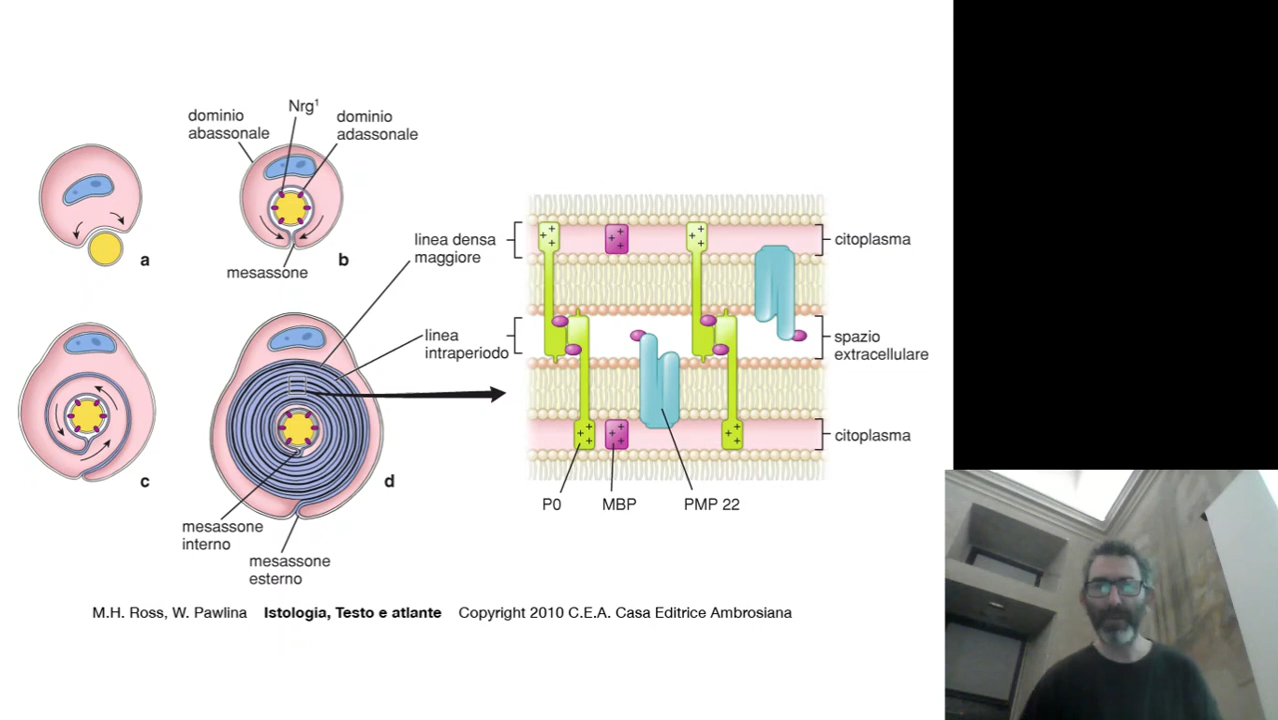 Nrg¹
dominio
abassonale
dominio
adassonale
a
mesassone
b
linea densa
maggiore
linea
intraperiodo
c
d
mesassone
interno
mesassone
esterno
+ +
+
+ +
+
+ +
+
citoplasma
spazio
extracellulare
citoplasma
+ +
+
+ +
+
+ +
+
P0
MBP
PMP 22
M.H. Ross, W. Pawlina Istologia, Testo e atlante Copyright 2010 C.E.A. Casa Editrice Ambrosiana